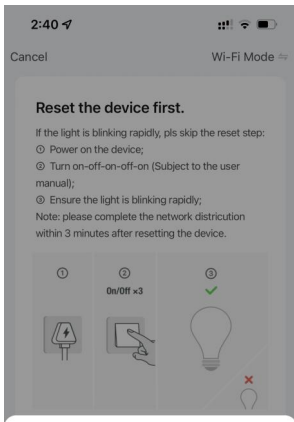 2:40
Cancel Wi-Fi Mode
Reset the device first.
If the light is blinking rapidly, pls skip the reset step:
① Power on the device;
② Turn on-off-on-off-on (Subject to the user
manual);
③ Ensure the light is blinking rapidly;
Note: please complete the network districution
within 3 minutes after resetting the device.
① ② ③
On/Off ×3